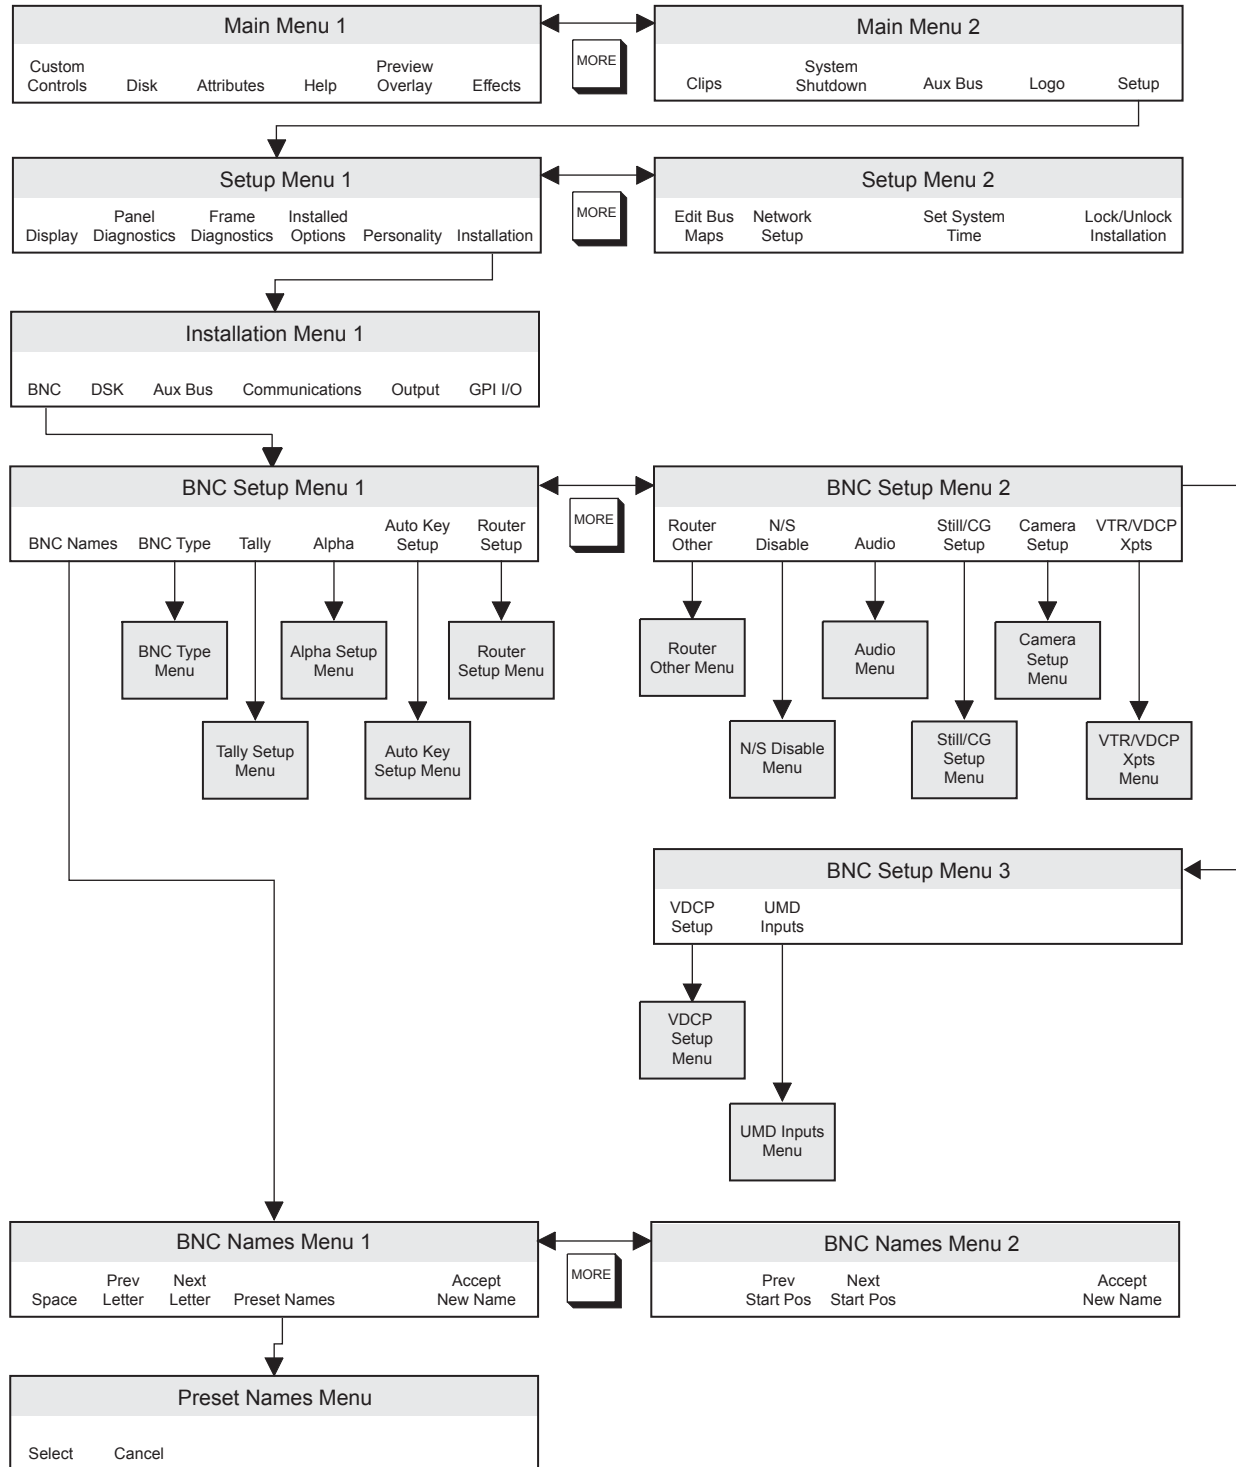 Main Menu 1
Custom
Controls
Disk
Attributes
Help
Preview
Overlay
Effects
MORE
Main Menu 2
Clips
System
Shutdown
Aux Bus
Logo
Setup
Setup Menu 1
Display
Panel
Diagnostics
Frame
Diagnostics
Installed
Options
Personality
Installation
MORE
Setup Menu 2
Edit Bus
Maps
Network
Setup
Set System
Time
Lock/Unlock
Installation
Installation Menu 1
BNC
DSK
Aux Bus
Communications
Output
GPI I/O
BNC Setup Menu 1
BNC Names
BNC Type
Tally
Alpha
Auto Key
Setup
Router
Setup
MORE
BNC Setup Menu 2
Router
Other
N/S
Disable
Audio
Still/CG
Setup
Camera
Setup
VTR/VDCP
Xpts
BNC Type
Menu
Alpha Setup
Menu
Router
Setup Menu
Tally Setup
Menu
Auto Key
Setup Menu
Router
Other Menu
Audio
Menu
Camera
Setup
Menu
N/S Disable
Menu
Still/CG
Setup
Menu
VTR/VDCP
Xpts
Menu
BNC Setup Menu 3
VDCP
Setup
UMD
Inputs
VDCP
Setup
Menu
UMD Inputs
Menu
BNC Names Menu 1
Space
Prev
Letter
Next
Letter
Preset Names
Accept
New Name
MORE
BNC Names Menu 2
Prev
Start Pos
Next
Start Pos
Accept
New Name
Preset Names Menu
Select
Cancel